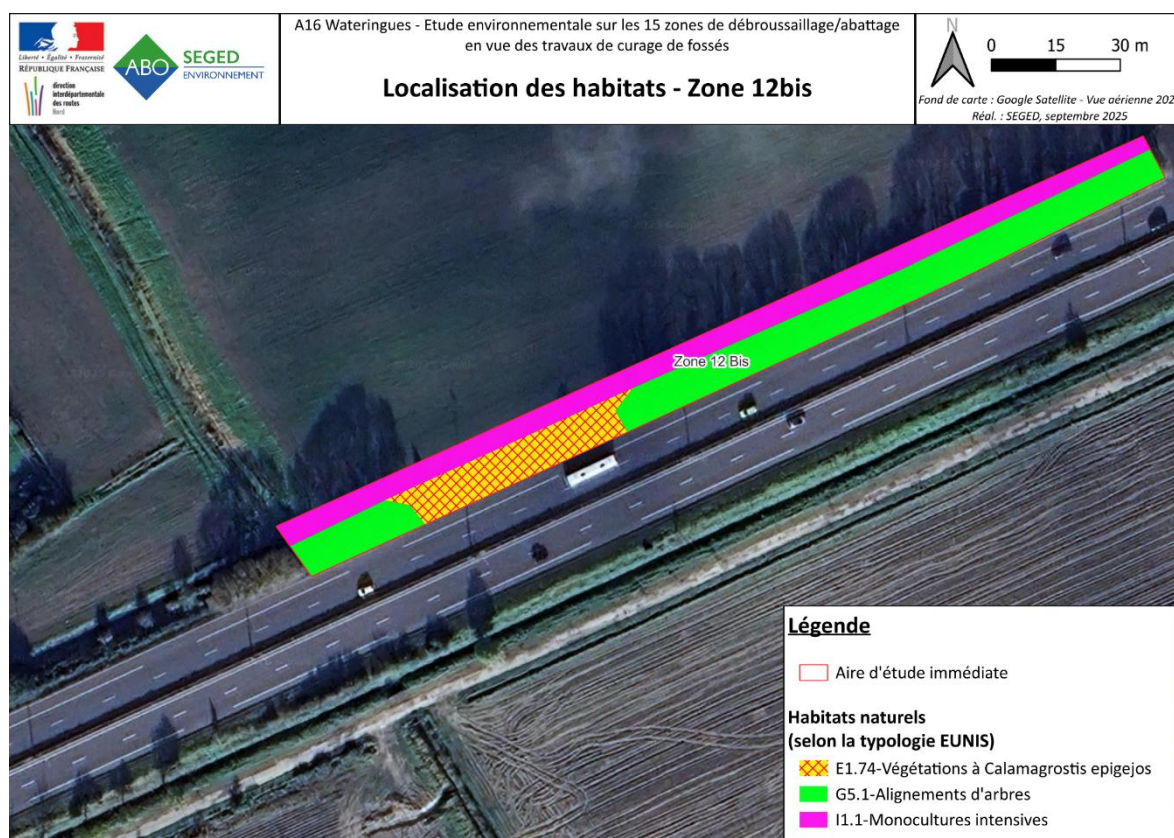 Liberté • Égalité • Fraternité
RÉPUBLIQUE FRANÇAISE
direction
interdépartementale
des routes
Nord
ABO
SEGED
ENVIRONNEMENT
A16 Wateringues - Etude environnementale sur les 15 zones de débroussaillage/abattage
en vue des travaux de curage de fossés
Localisation des habitats - Zone 12bis
N
0 15 30 m
Fond de carte : Google Satellite - Vue aérienne 202
Réal. : SEGED, septembre 2025
Zone 12 Bis
Légende
Aire d'étude immédiate
Habitats naturels
(selon la typologie EUNIS)
E1.74-Végétations à Calamagrostis epigejos
G5.1-Alignements d'arbres
I1.1-Monocultures intensives